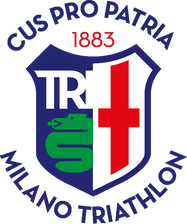 CUS PRO PATRIA
1883
TRI
MILANO TRIATHLON